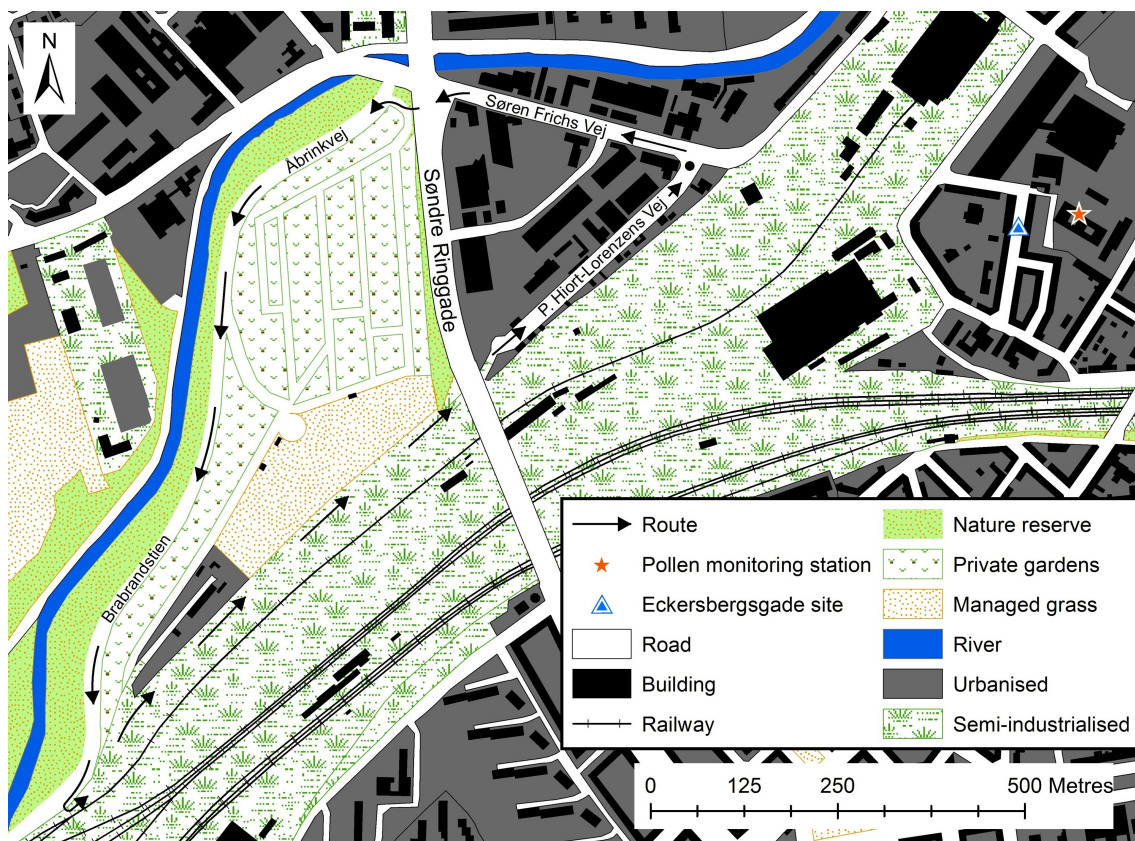 N
Søren Frichs Vej
Åbrinkvej
Søndre Ringgade
P. Hiort-Lorenzens Vej
Brabrandstien
Route
Pollen monitoring station
Eckersbergsgade site
Road
Building
Railway
Nature reserve
Private gardens
Managed grass
River
Urbanised
Semi-industrialised
0 125 250 500 Metres